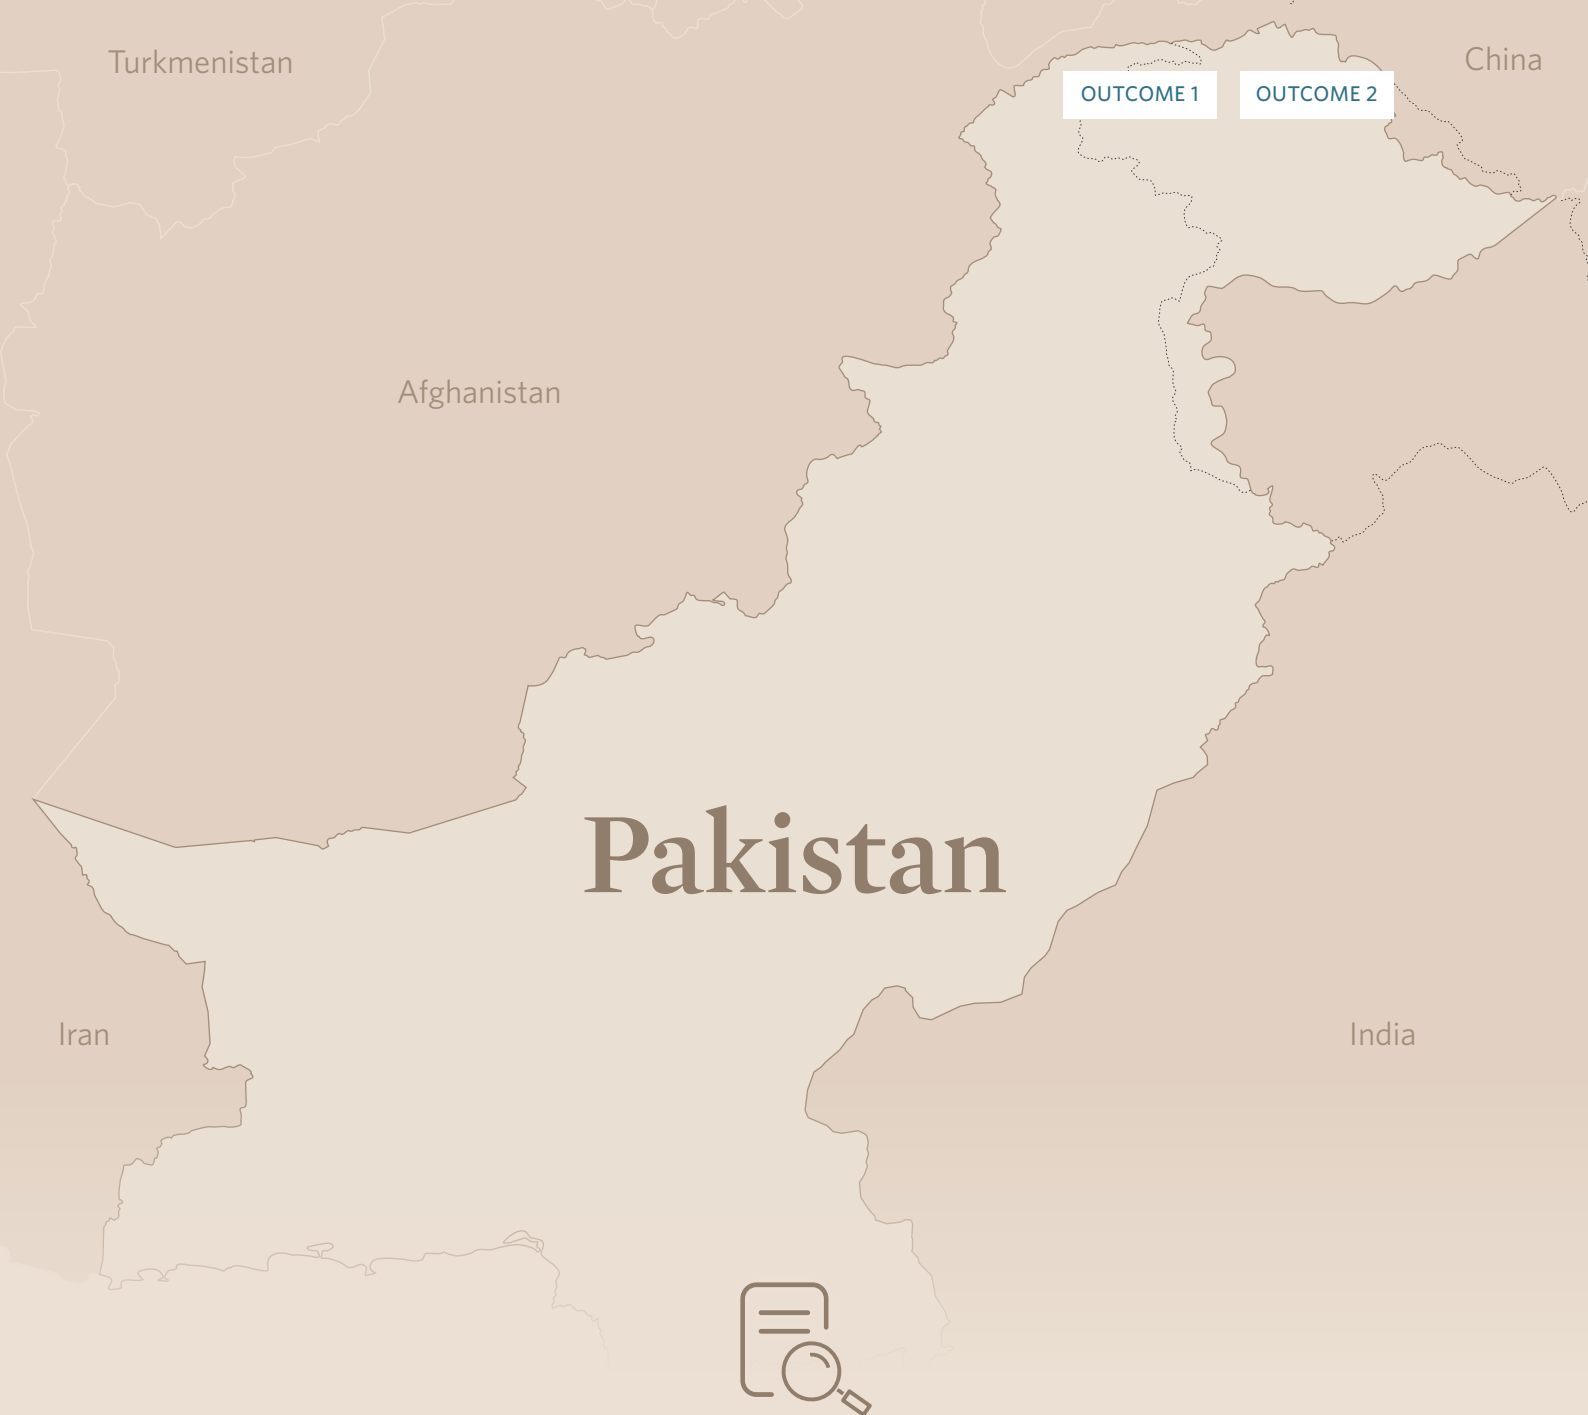 Turkmenistan
China
OUTCOME 1
OUTCOME 2
Afghanistan
Pakistan
Iran
India